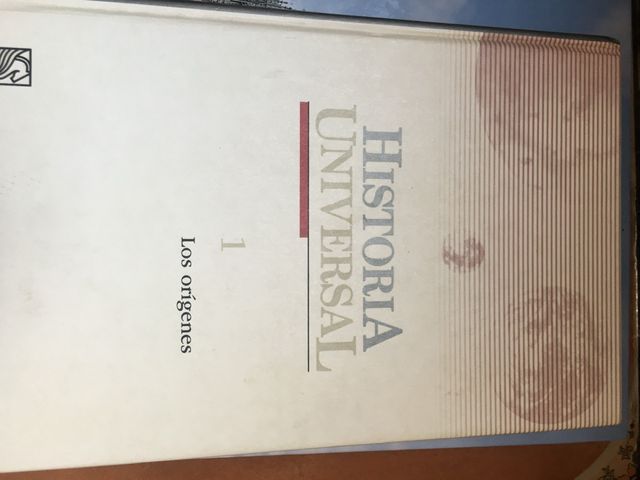 HISTORIA
UNIVERSAL
1
Los orígenes